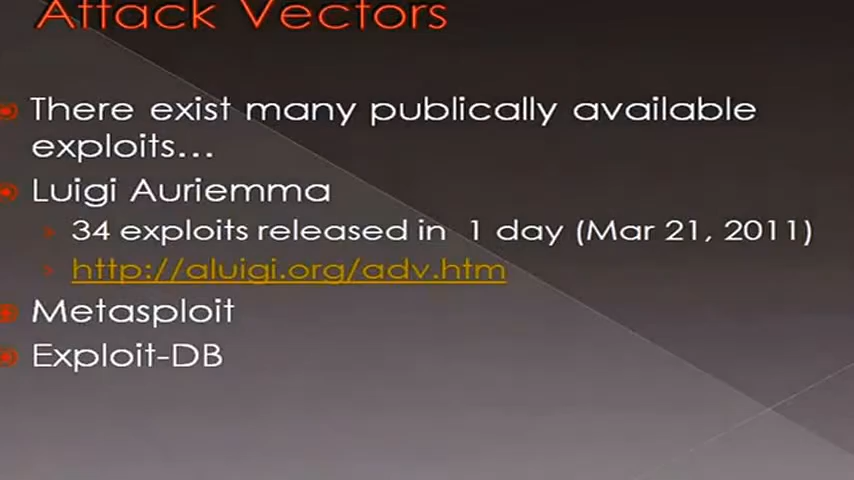 Attack Vectors
There exist many publically available
exploits...
Luigi Auriemma
34 exploits released in 1 day (Mar 21, 2011)
http://aluigi.org/adv.htm
Metasploit
Exploit-DB